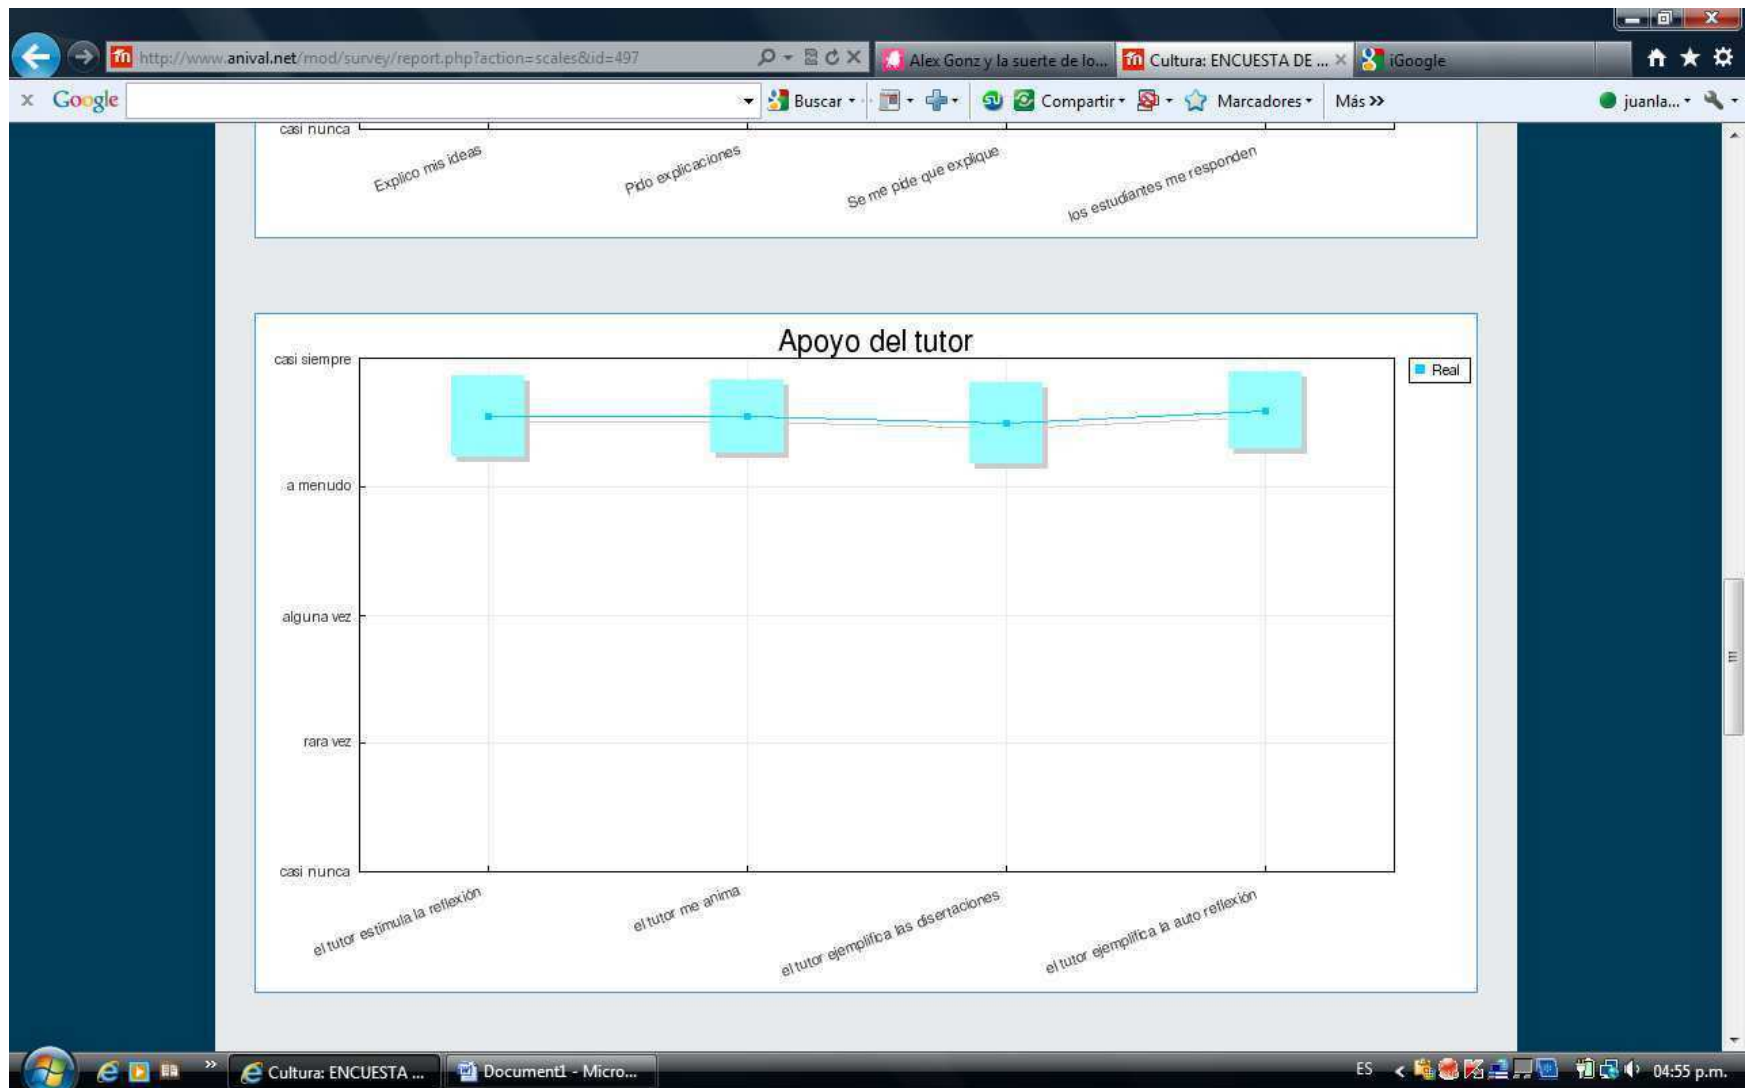 http://www.anival.net/mod/survey/report.php?action=scales&id=497
Alex Gonz y la suerte de lo...
Cultura: ENCUESTA DE ...
iGoogle
x Google
Buscar
Compartir
Marcadores
Más >>
juanla...
casi nunca
Explico mis ideas
Pido explicaciones
Se me pide que explique
los estudiantes me responden
Apoyo del tutor
Real
casi siempre
a menudo
alguna vez
rara vez
casi nunca
el tutor estimula la reflexión
el tutor me anima
el tutor ejemplifica las disertaciones
el tutor ejemplifica la auto reflexión
Cultura: ENCUESTA ...
Document1 - Micro...
ES
04:55 p.m.